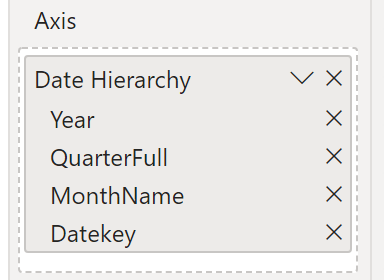 Axis
Date Hierarchy
Year
QuarterFull
MonthName
Datekey